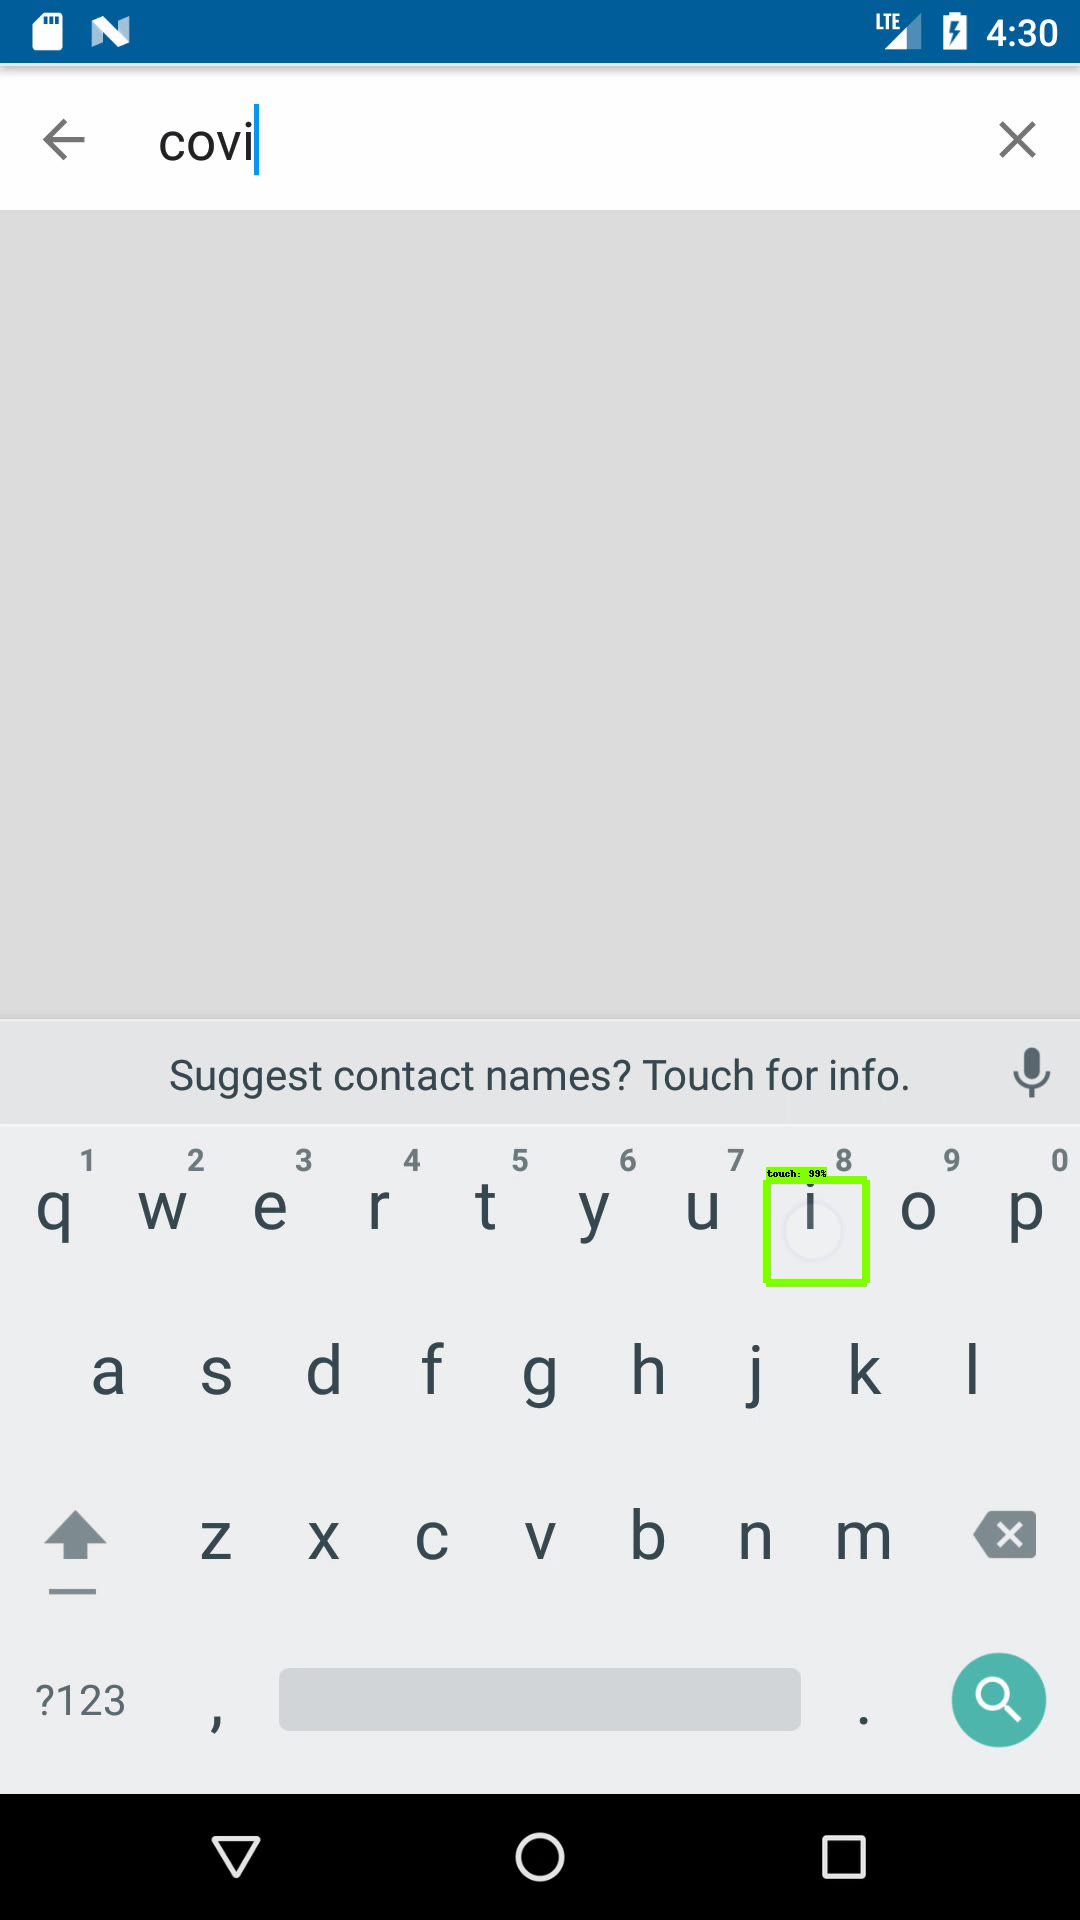 LTE 4:30
covi
Suggest contact names? Touch for info.
1 2 3 4 5 6 7 8 9 0
touch: 99%
q w e r t y u i o p
a s d f g h j k l
z x c v b n m
?123 , .